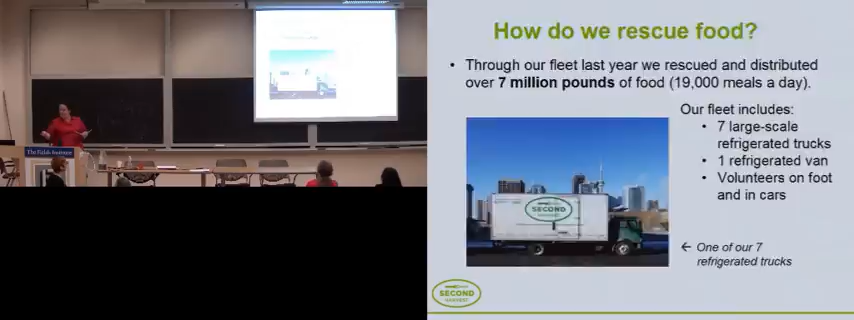 The Fields Institute
How do we rescue food?
• Through our fleet last year we rescued and distributed
over 7 million pounds of food (19,000 meals a day).
Our fleet includes:
• 7 large-scale
refrigerated trucks
• 1 refrigerated van
• Volunteers on foot
and in cars
SECOND
← One of our 7
refrigerated trucks
SECOND
HARVEST